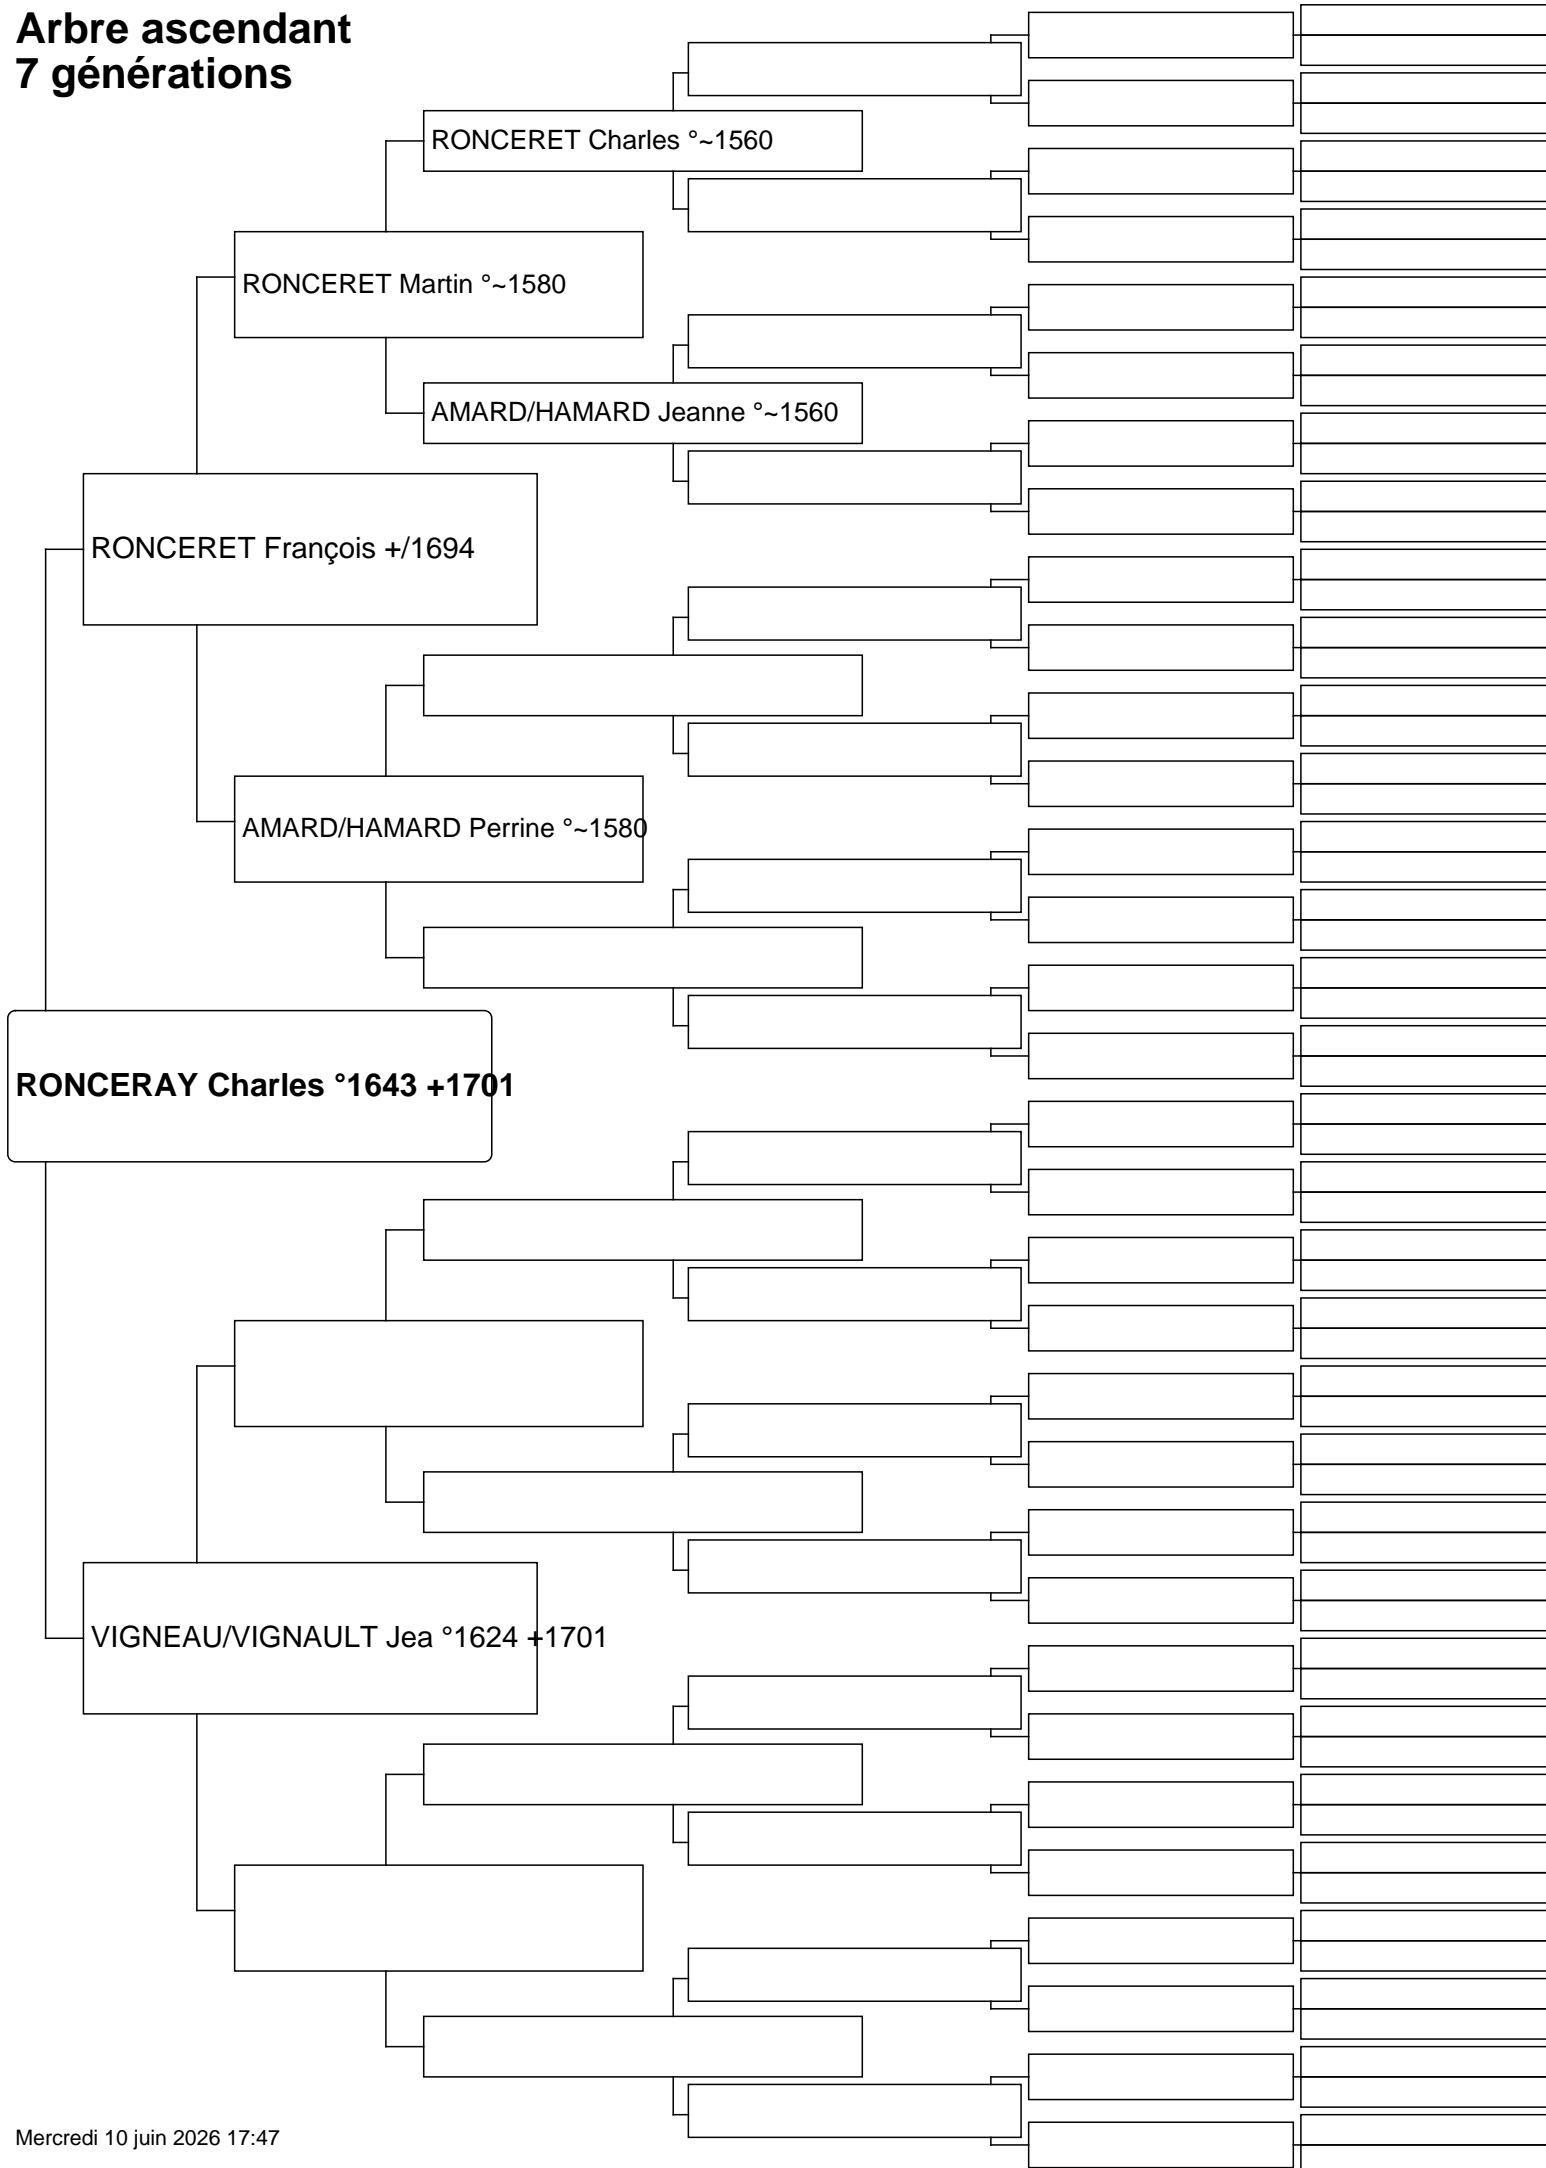 Arbre ascendant
7 générations
RONCERET Charles °~1560
RONCERET Martin °~1580
AMARD/HAMARD Jeanne °~1560
RONCERET François +/1694
AMARD/HAMARD Perrine °~1580
RONCERAY Charles °1643 +1701
VIGNEAU/VIGNAULT Jea °1624 +1701
Mercredi 10 juin 2026 17:47